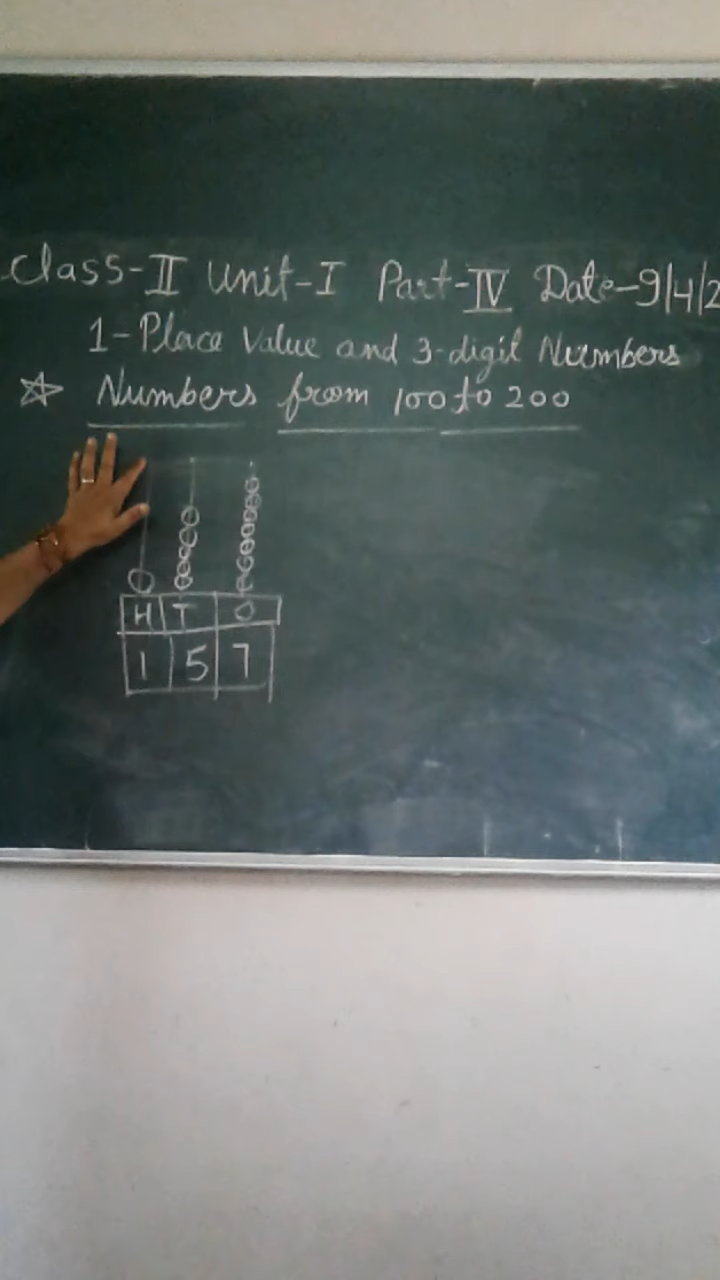 Class-II Unit-I Part-IV Date-9/4/2
1-Place Value and 3-digit Numbers
☆ Numbers from 100 to 200
H T O
1 5 7